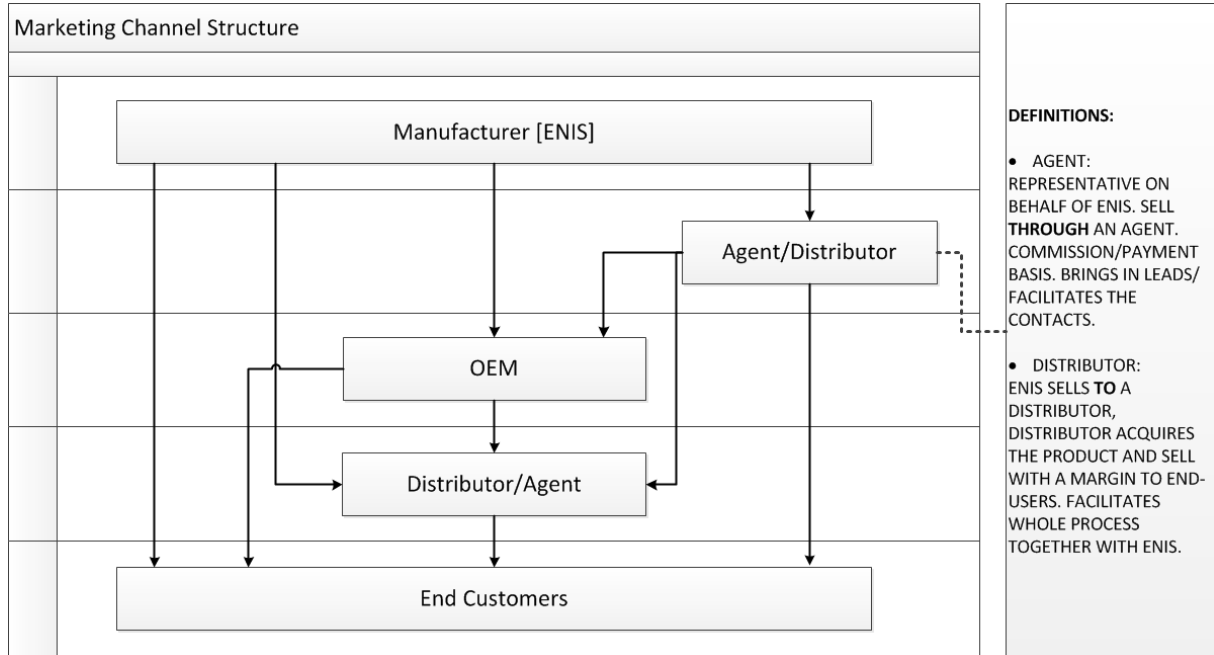 Marketing Channel Structure
Manufacturer [ENIS]
Agent/Distributor
OEM
Distributor/Agent
End Customers
DEFINITIONS:
• AGENT:
REPRESENTATIVE ON
BEHALF OF ENIS. SELL
THROUGH AN AGENT.
COMMISSION/PAYMENT
BASIS. BRINGS IN LEADS/
FACILITATES THE
CONTACTS.
• DISTRIBUTOR:
ENIS SELLS TO A
DISTRIBUTOR,
DISTRIBUTOR ACQUIRES
THE PRODUCT AND SELL
WITH A MARGIN TO END-
USERS. FACILITATES
WHOLE PROCESS
TOGETHER WITH ENIS.